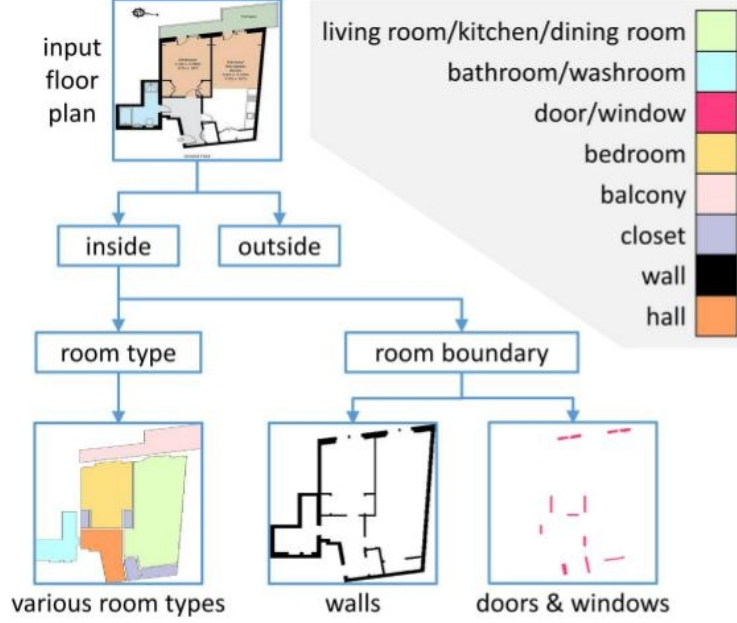 input
floor
plan
living room/kitchen/dining room
bathroom/washroom
door/window
bedroom
balcony
closet
wall
hall
inside
outside
room type
room boundary
various room types
walls
doors & windows